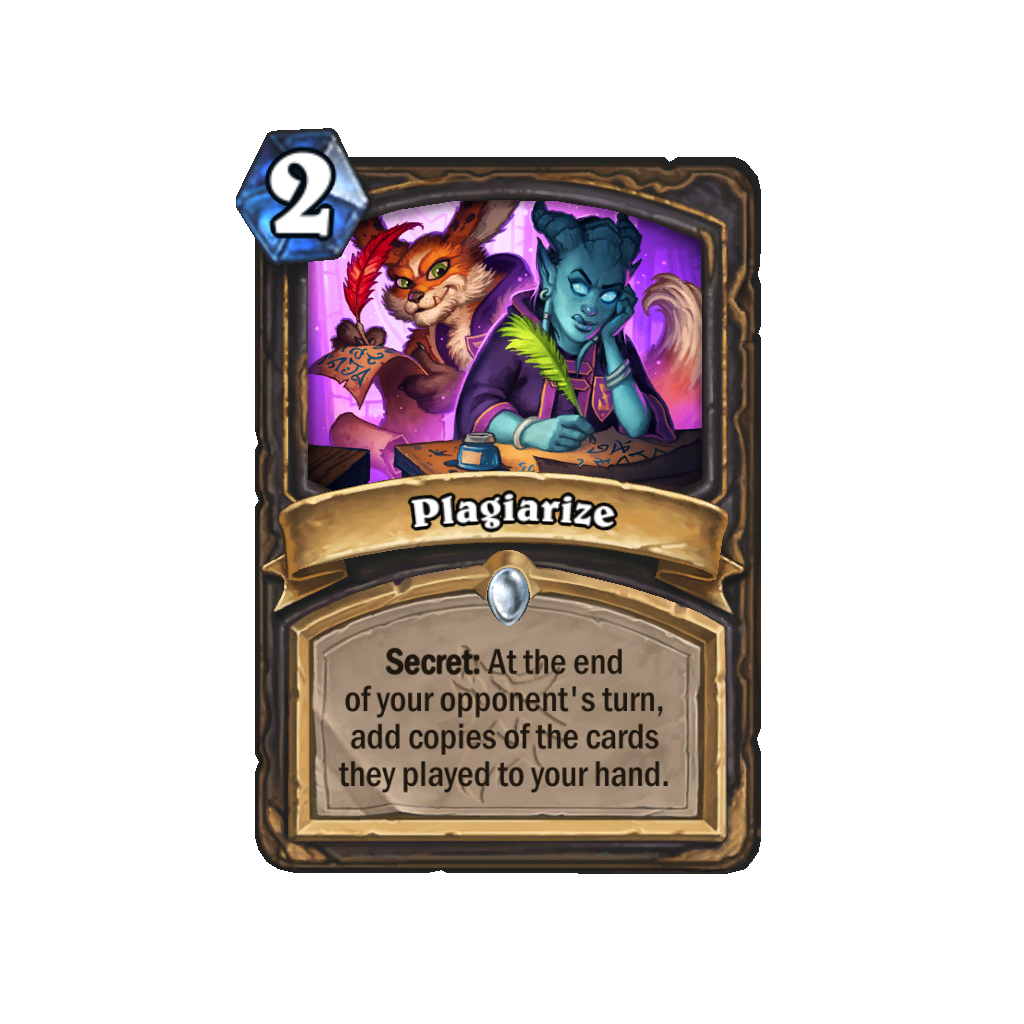 2
Plagiarize
Secret: At the end
of your opponent's turn,
add copies of the cards
they played to your hand.